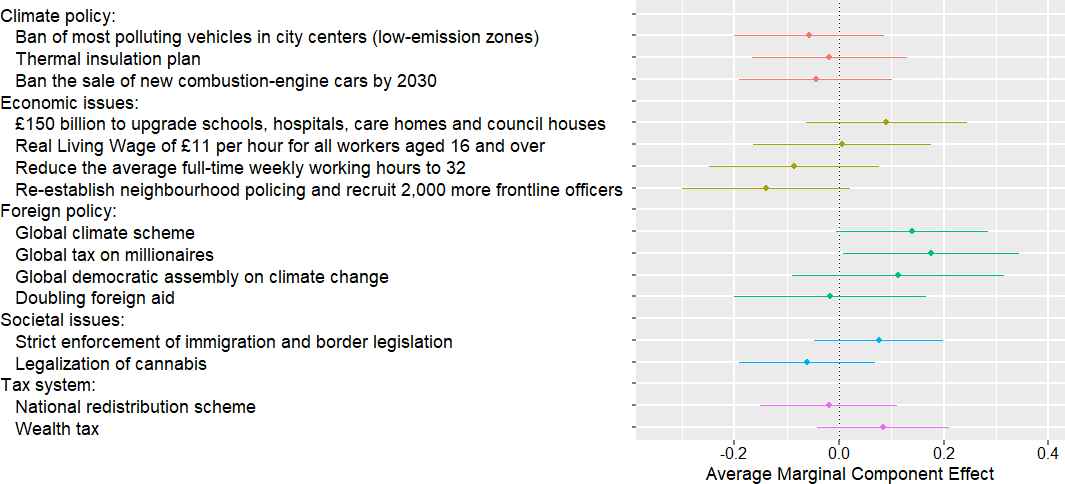 Climate policy:
Ban of most polluting vehicles in city centers (low-emission zones)
Thermal insulation plan
Ban the sale of new combustion-engine cars by 2030
Economic issues:
£150 billion to upgrade schools, hospitals, care homes and council houses
Real Living Wage of £11 per hour for all workers aged 16 and over
Reduce the average full-time weekly working hours to 32
Re-establish neighbourhood policing and recruit 2,000 more frontline officers
Foreign policy:
Global climate scheme
Global tax on millionaires
Global democratic assembly on climate change
Doubling foreign aid
Societal issues:
Strict enforcement of immigration and border legislation
Legalization of cannabis
Tax system:
National redistribution scheme
Wealth tax
-0.2 0.0 0.2 0.4
Average Marginal Component Effect